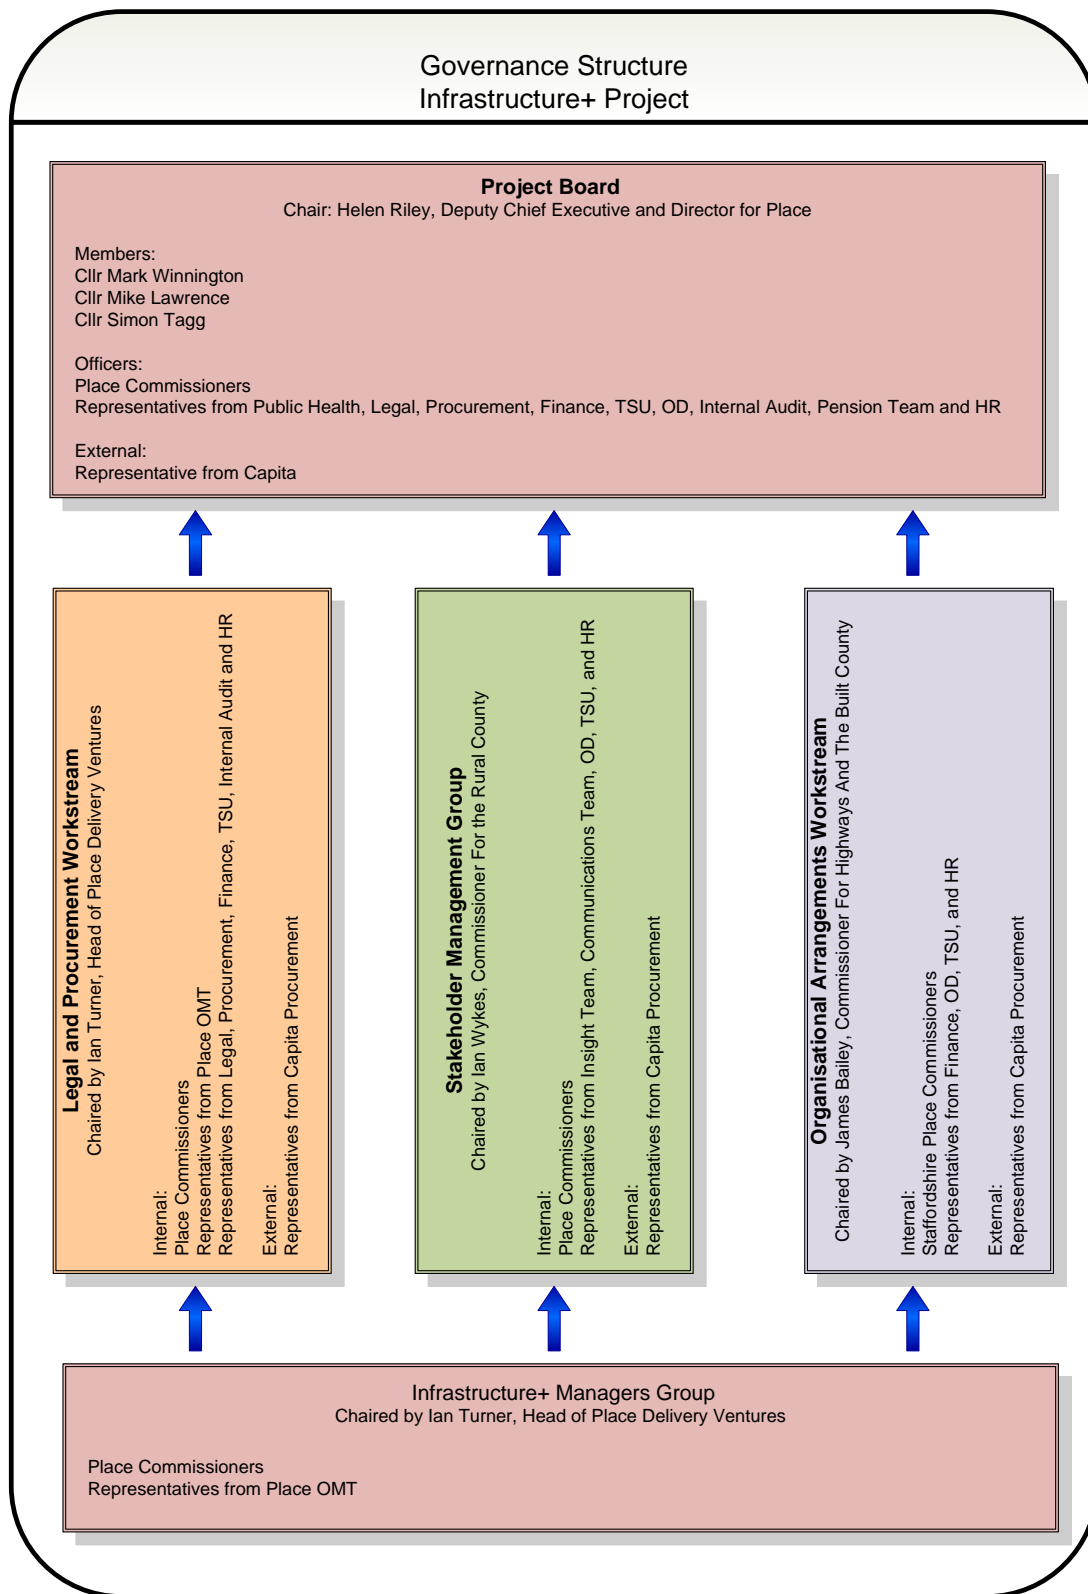 Governance Structure
Infrastructure+ Project
Project Board
Chair: Helen Riley, Deputy Chief Executive and Director for Place
Members:
Cllr Mark Winnington
Cllr Mike Lawrence
Cllr Simon Tagg
Officers:
Place Commissioners
Representatives from Public Health, Legal, Procurement, Finance, TSU, OD, Internal Audit, Pension Team and HR
External:
Representative from Capita
Legal and Procurement Workstream
Chaired by Ian Turner, Head of Place Delivery Ventures
Internal:
Place Commissioners
Representatives from Place OMT
Representatives from Legal, Procurement, Finance, TSU, Internal Audit and HR
External:
Representatives from Capita Procurement
Stakeholder Management Group
Chaired by Ian Wykes, Commissioner For the Rural County
Internal:
Place Commissioners
Representatives from Insight Team, Communications Team, OD, TSU, and HR
External:
Representatives from Capita Procurement
Organisational Arrangements Workstream
Chaired by James Bailey, Commissioner For Highways And The Built County
Internal:
Staffordshire Place Commissioners
Representatives from Finance, OD, TSU, and HR
External:
Representatives from Capita Procurement
Infrastructure+ Managers Group
Chaired by Ian Turner, Head of Place Delivery Ventures
Place Commissioners
Representatives from Place OMT